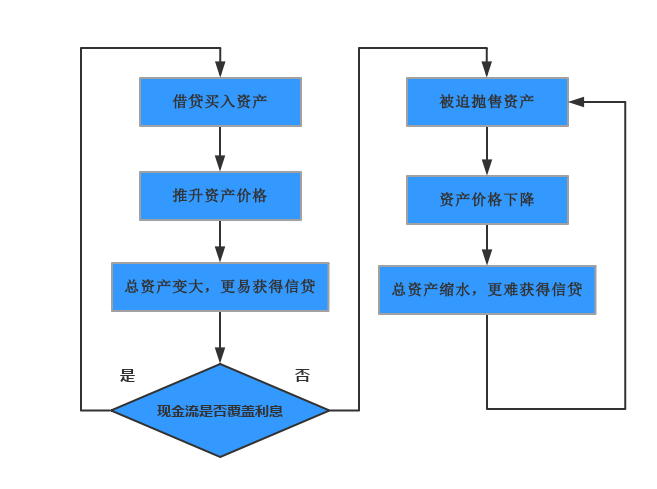 借贷买入资产
推升资产价格
总资产变大，更易获得信贷
是
否
现金流是否覆盖利息
被迫抛售资产
资产价格下降
总资产缩水，更难获得信贷